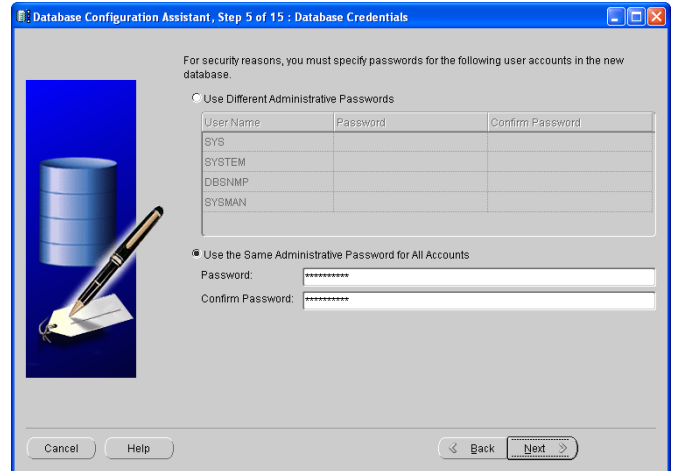 Database Configuration Assistant, Step 5 of 15 : Database Credentials
For security reasons, you must specify passwords for the following user accounts in the new
database.
Use Different Administrative Passwords
User Name Password Confirm Password
SYS
SYSTEM
DBSNMP
SYSMAN
Use the Same Administrative Password for All Accounts
Password: **********
Confirm Password: **********
Cancel Help Back Next